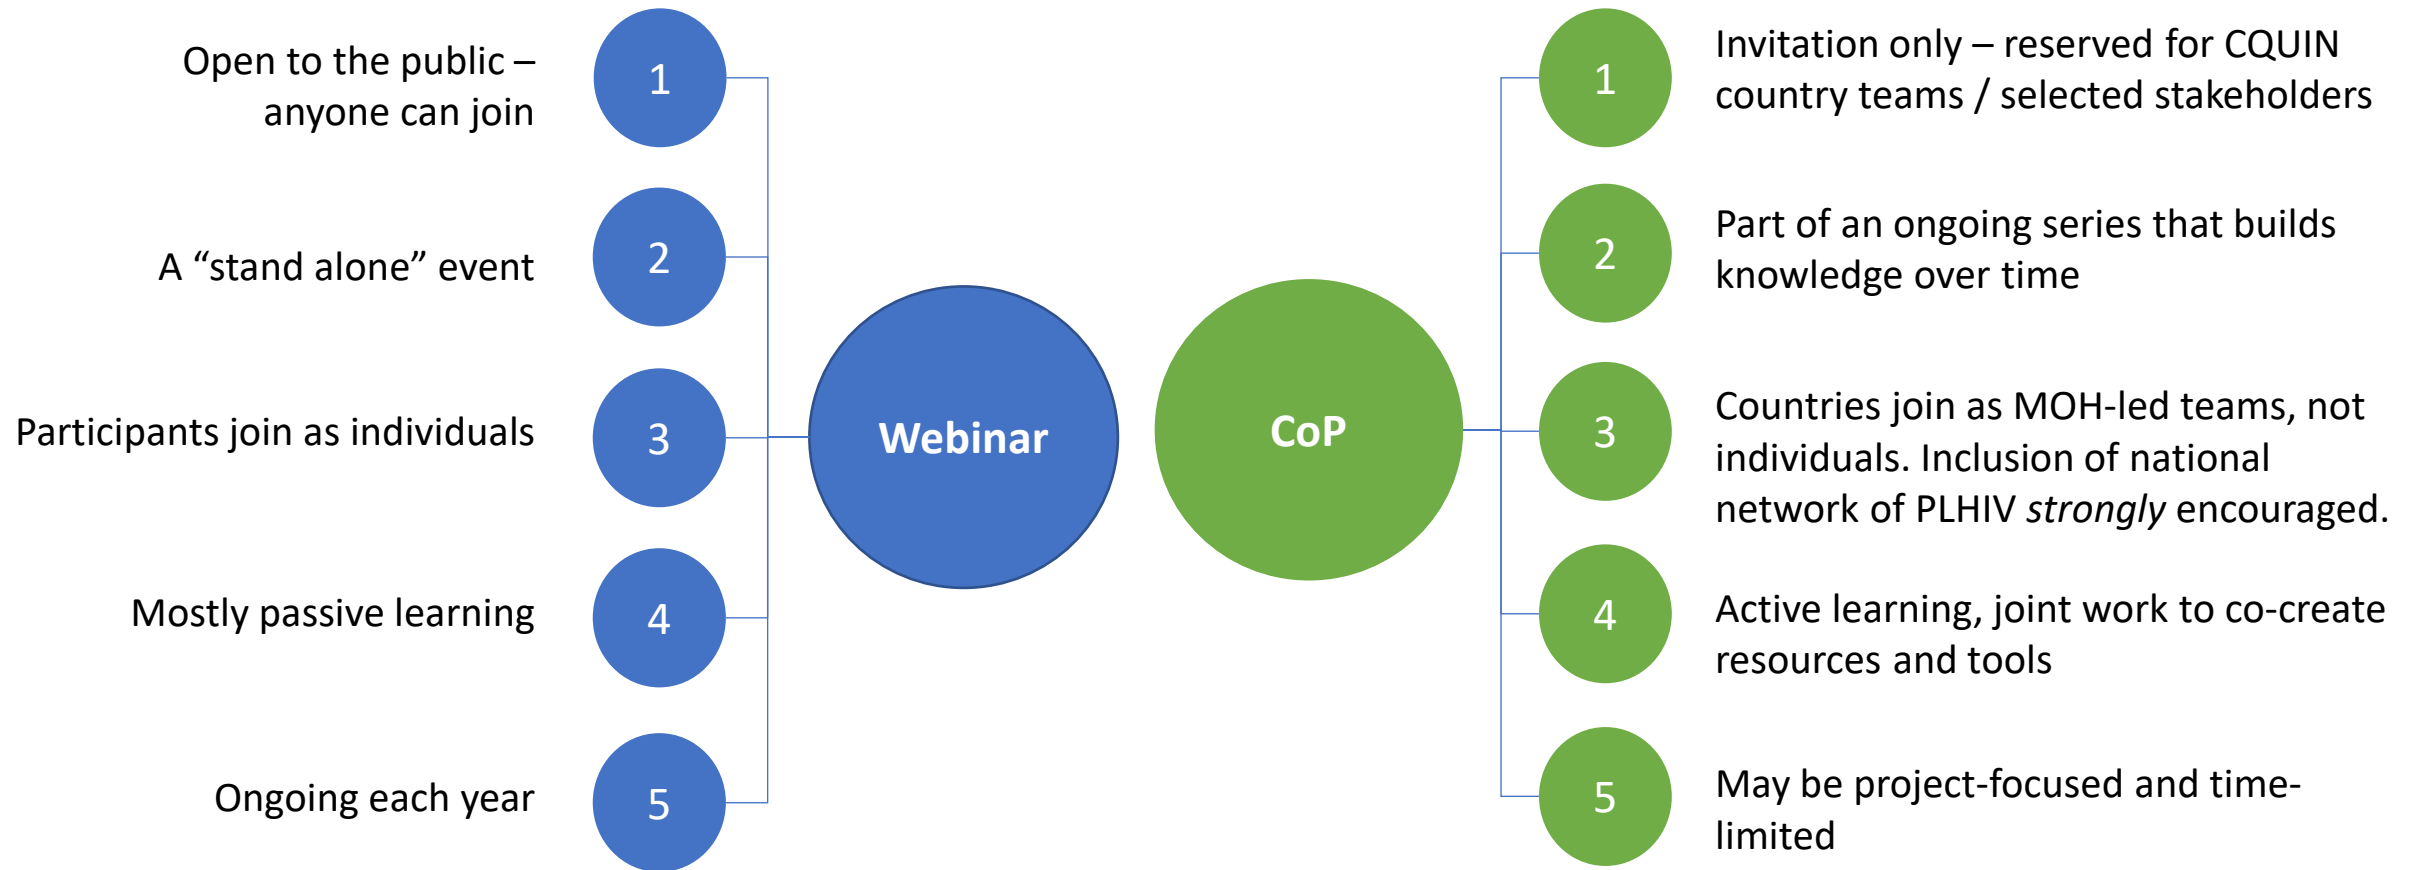 Open to the public –
anyone can join
1
A “stand alone” event
2
Participants join as individuals
3
Mostly passive learning
4
Ongoing each year
5
Webinar
CoP
1
Invitation only – reserved for CQUIN
country teams / selected stakeholders
2
Part of an ongoing series that builds
knowledge over time
3
Countries join as MOH-led teams, not
individuals. Inclusion of national
network of PLHIV strongly encouraged.
4
Active learning, joint work to co-create
resources and tools
5
May be project-focused and time-
limited